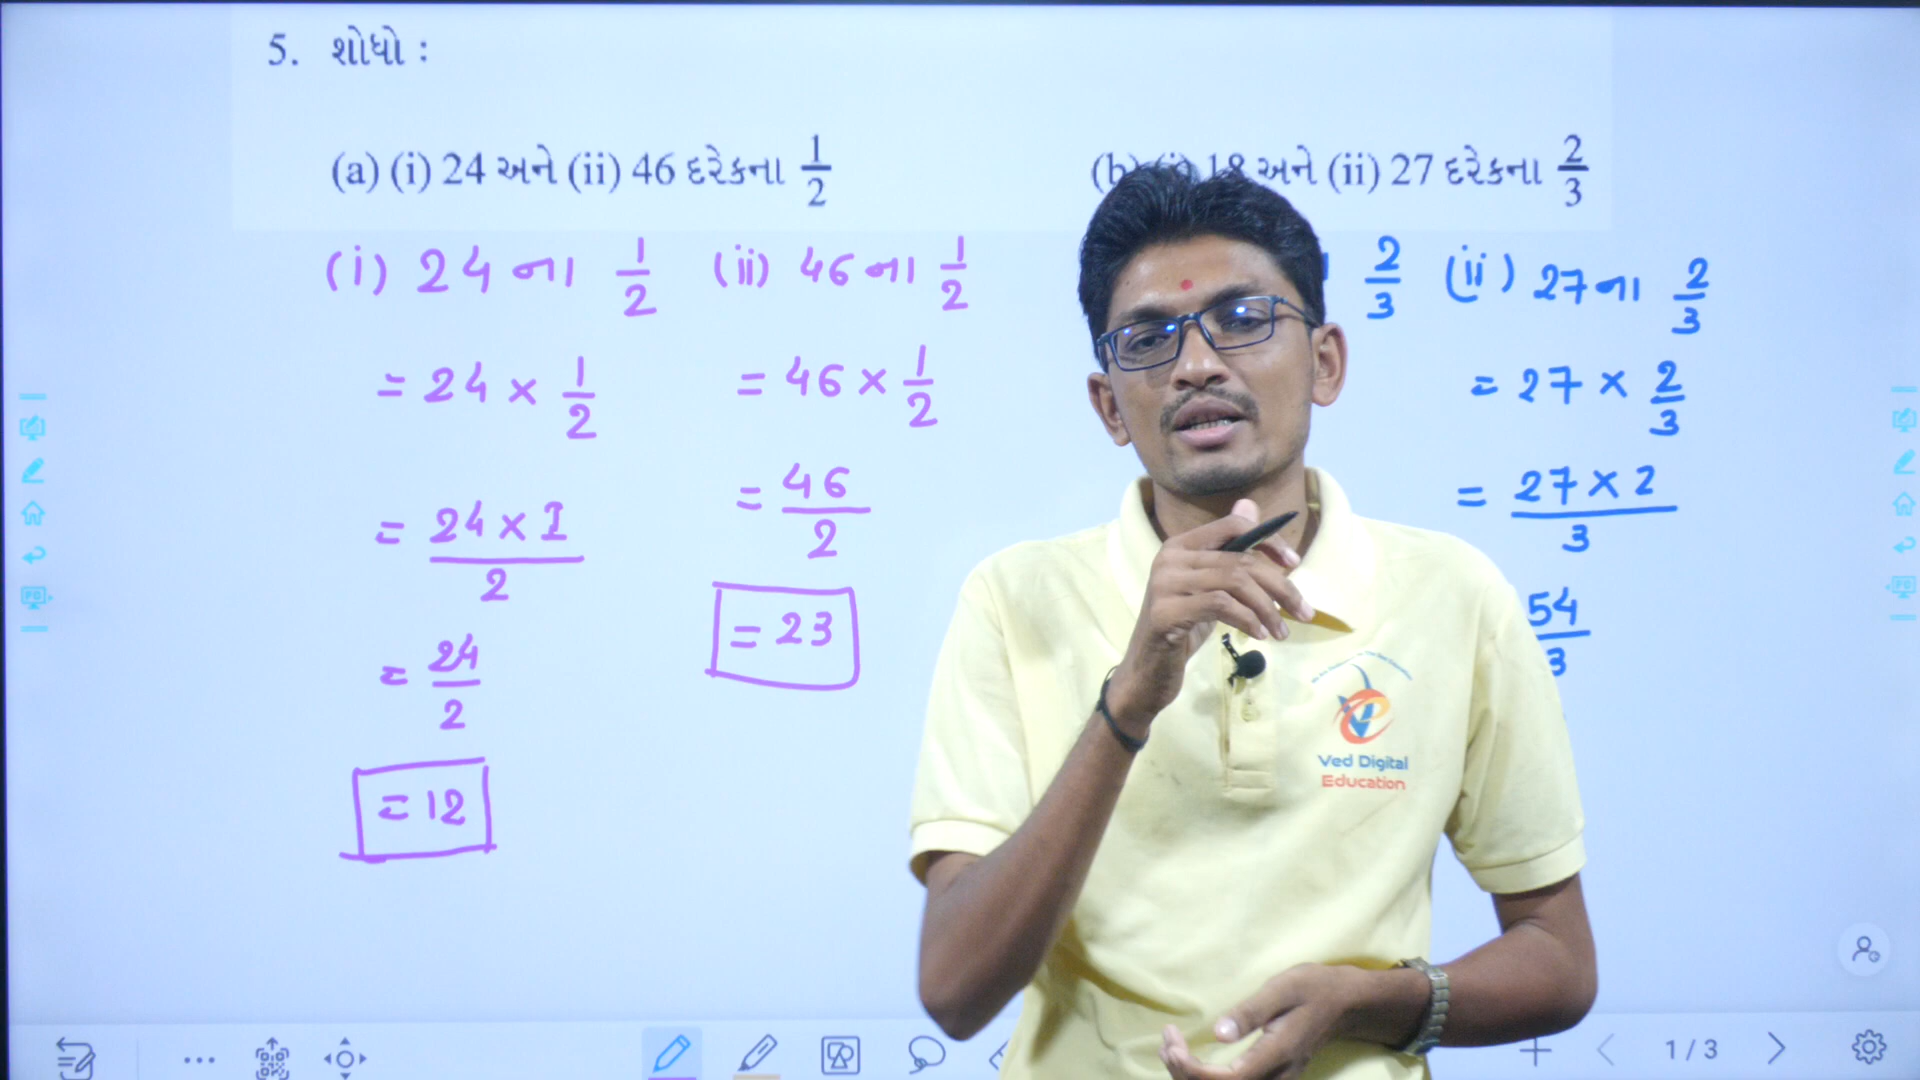 5. શોધો :
(a) (i) 24 અને (ii) 46 દરેકના 1/2
(b) (i) 18 અને (ii) 27 દરેકના 2/3
(i) 24 ના 1/2
= 24 × 1/2
= 24 × 1 / 2
= 24/2
= 12
(ii) 46 ના 1/2
= 46 × 1/2
= 46/2
= 23
2/3
(ii) 27 ના 2/3
= 27 × 2/3
= 27 × 2 / 3
54/3
Ved Digital
Education
1 / 3